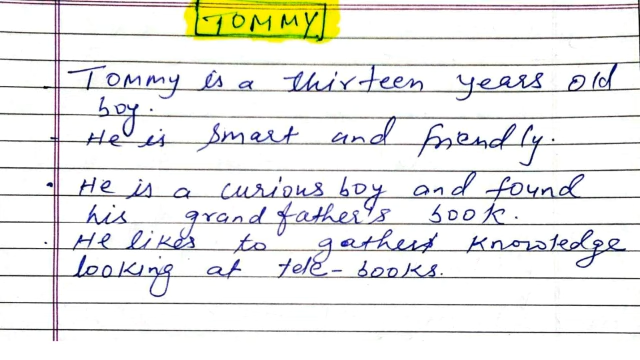 TOMMY
Tommy is a thirteen years old
boy.
He is smart and friendly.
He is a curious boy and found
his grandfather's book.
He likes to gathers knowledge
looking at tele-books.